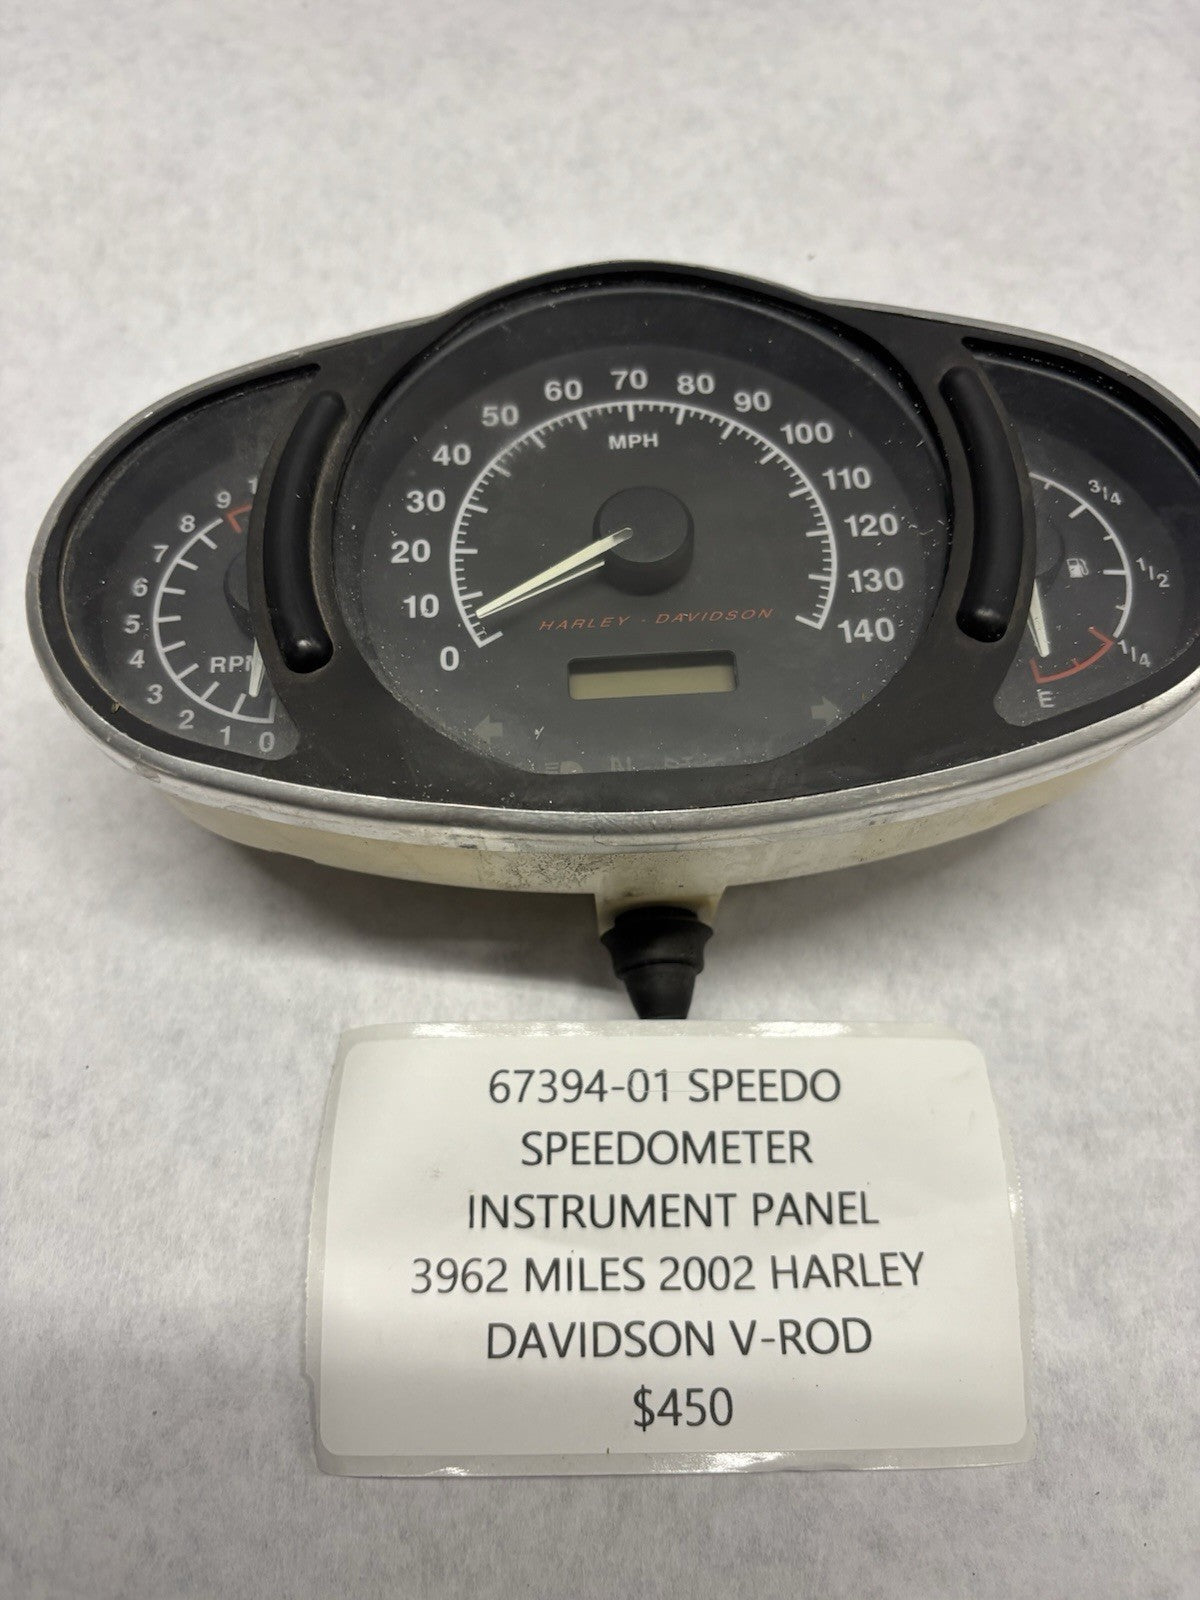 70
60 80
50 90
40 MPH 100
30 110
20 120
10 130
0 140
HARLEY - DAVIDSON
9
8
7
6
5
4
3
2
1
0
RPM
3/4
1/2
1/4
E
67394-01 SPEEDO
SPEEDOMETER
INSTRUMENT PANEL
3962 MILES 2002 HARLEY
DAVIDSON V-ROD
$450